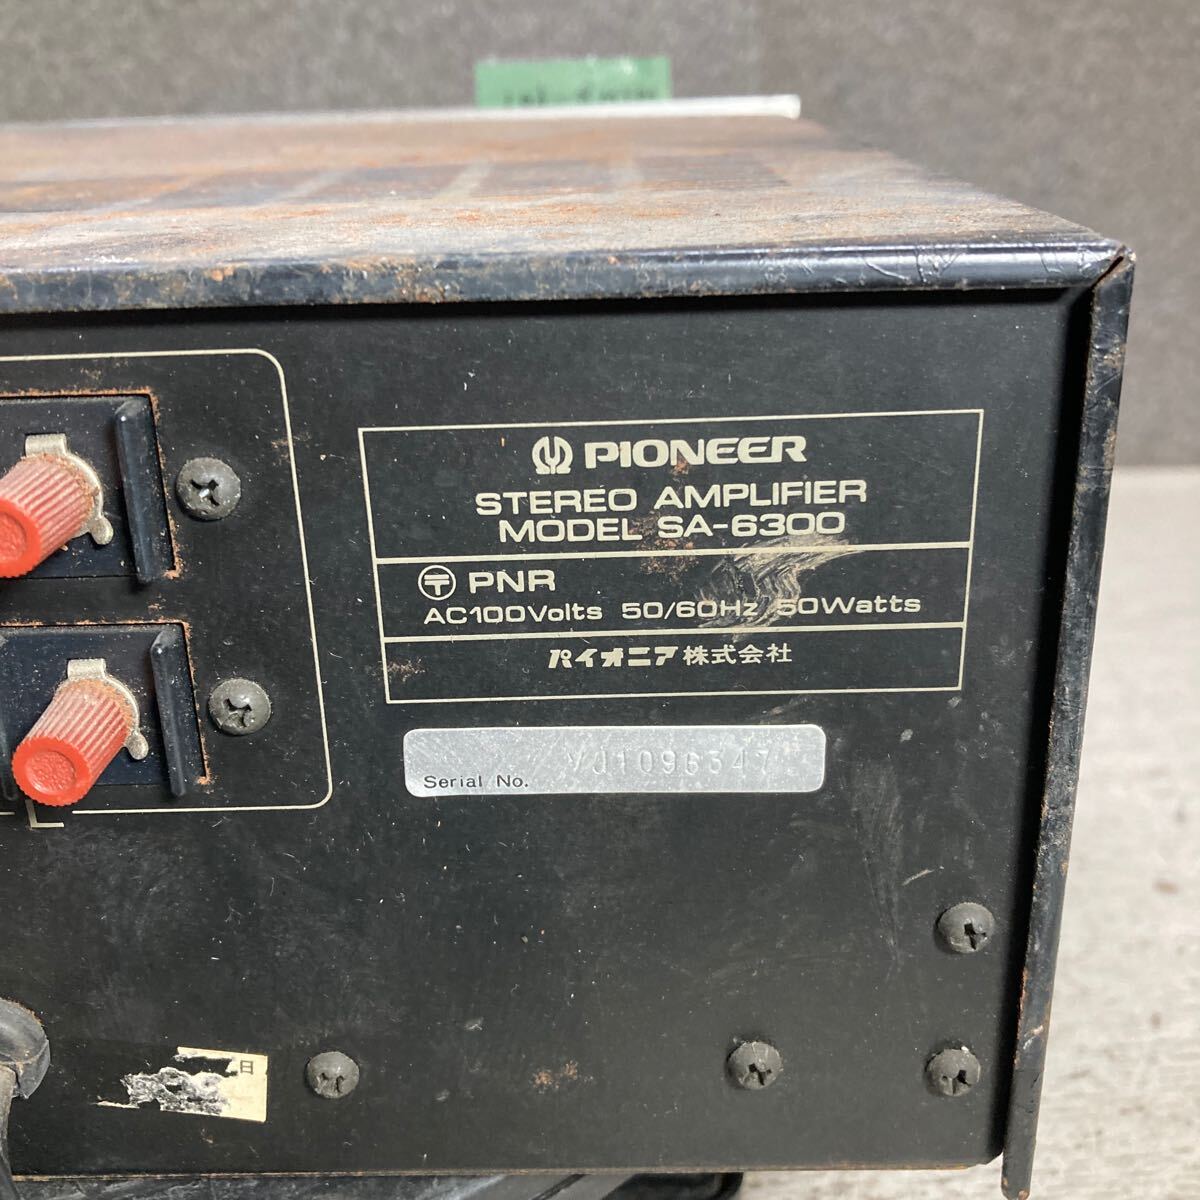 PIONEER
STEREO AMPLIFIER
MODEL SA-6300
〒 PNR
AC100Volts 50/60Hz 50Watts
パイオニア株式会社
VJ1096347
Serial No.
L
日